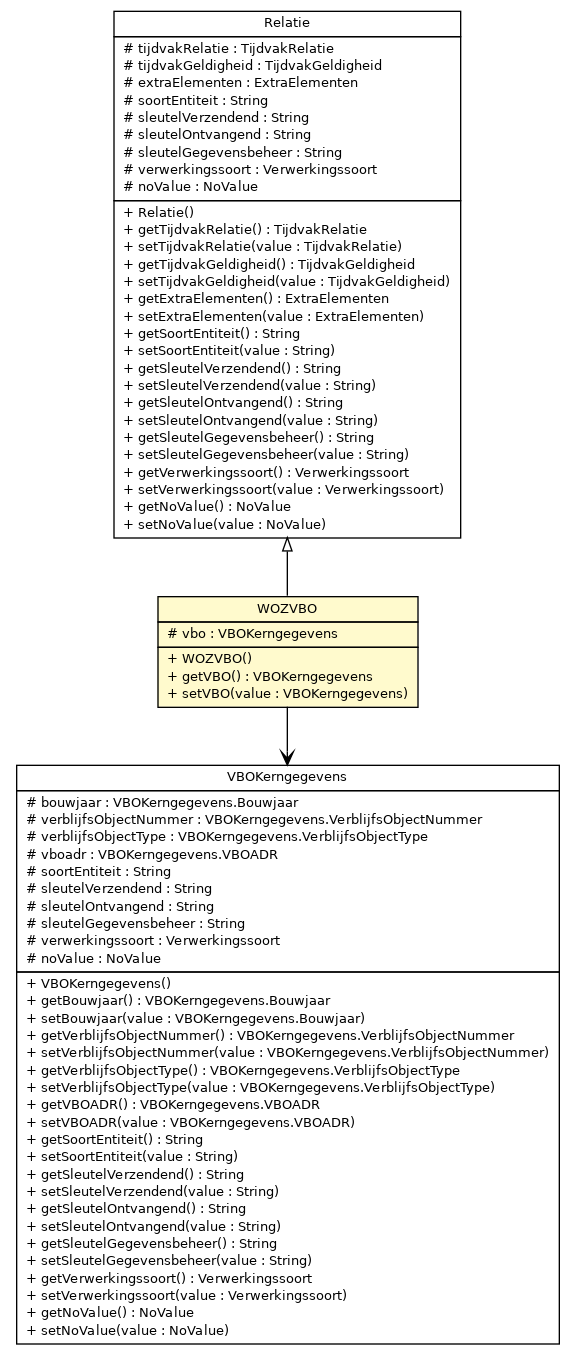 Relatie
# tijdvakRelatie : TijdvakRelatie
# tijdvakGeldigheid : TijdvakGeldigheid
# extraElementen : ExtraElementen
# soortEntiteit : String
# sleutelVerzendend : String
# sleutelOntvangend : String
# sleutelGegevensbeheer : String
# verwerkingssoort : Verwerkingssoort
# noValue : NoValue
+ Relatie()
+ getTijdvakRelatie() : TijdvakRelatie
+ setTijdvakRelatie(value : TijdvakRelatie)
+ getTijdvakGeldigheid() : TijdvakGeldigheid
+ setTijdvakGeldigheid(value : TijdvakGeldigheid)
+ getExtraElementen() : ExtraElementen
+ setExtraElementen(value : ExtraElementen)
+ getSoortEntiteit() : String
+ setSoortEntiteit(value : String)
+ getSleutelVerzendend() : String
+ setSleutelVerzendend(value : String)
+ getSleutelOntvangend() : String
+ setSleutelOntvangend(value : String)
+ getSleutelGegevensbeheer() : String
+ setSleutelGegevensbeheer(value : String)
+ getVerwerkingssoort() : Verwerkingssoort
+ setVerwerkingssoort(value : Verwerkingssoort)
+ getNoValue() : NoValue
+ setNoValue(value : NoValue)
WOZVBO
# vbo : VBOKerngegevens
+ WOZVBO()
+ getVBO() : VBOKerngegevens
+ setVBO(value : VBOKerngegevens)
VBOKerngegevens
# bouwjaar : VBOKerngegevens.Bouwjaar
# verblijfsObjectNummer : VBOKerngegevens.VerblijfsObjectNummer
# verblijfsObjectType : VBOKerngegevens.VerblijfsObjectType
# vboadr : VBOKerngegevens.VBOADR
# soortEntiteit : String
# sleutelVerzendend : String
# sleutelOntvangend : String
# sleutelGegevensbeheer : String
# verwerkingssoort : Verwerkingssoort
# noValue : NoValue
+ VBOKerngegevens()
+ getBouwjaar() : VBOKerngegevens.Bouwjaar
+ setBouwjaar(value : VBOKerngegevens.Bouwjaar)
+ getVerblijfsObjectNummer() : VBOKerngegevens.VerblijfsObjectNummer
+ setVerblijfsObjectNummer(value : VBOKerngegevens.VerblijfsObjectNummer)
+ getVerblijfsObjectType() : VBOKerngegevens.VerblijfsObjectType
+ setVerblijfsObjectType(value : VBOKerngegevens.VerblijfsObjectType)
+ getVBOADR() : VBOKerngegevens.VBOADR
+ setVBOADR(value : VBOKerngegevens.VBOADR)
+ getSoortEntiteit() : String
+ setSoortEntiteit(value : String)
+ getSleutelVerzendend() : String
+ setSleutelVerzendend(value : String)
+ getSleutelOntvangend() : String
+ setSleutelOntvangend(value : String)
+ getSleutelGegevensbeheer() : String
+ setSleutelGegevensbeheer(value : String)
+ getVerwerkingssoort() : Verwerkingssoort
+ setVerwerkingssoort(value : Verwerkingssoort)
+ getNoValue() : NoValue
+ setNoValue(value : NoValue)